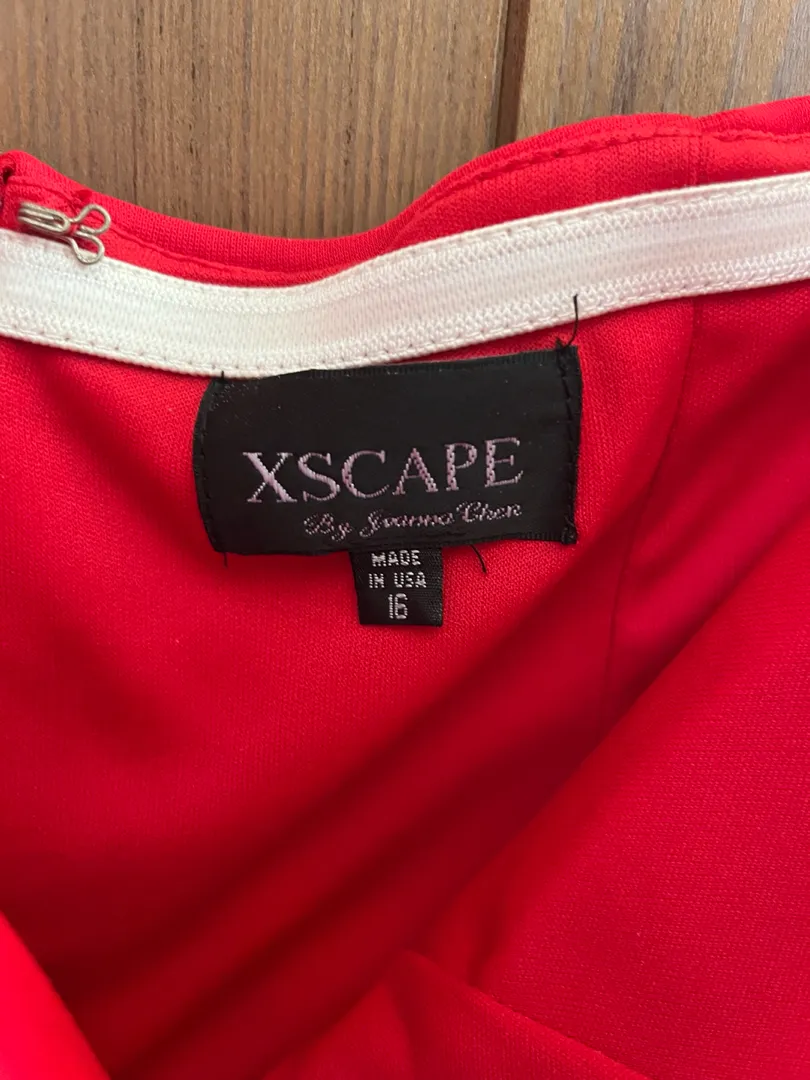 XSCAPE
By Joanna Chen
MADE
IN USA
16